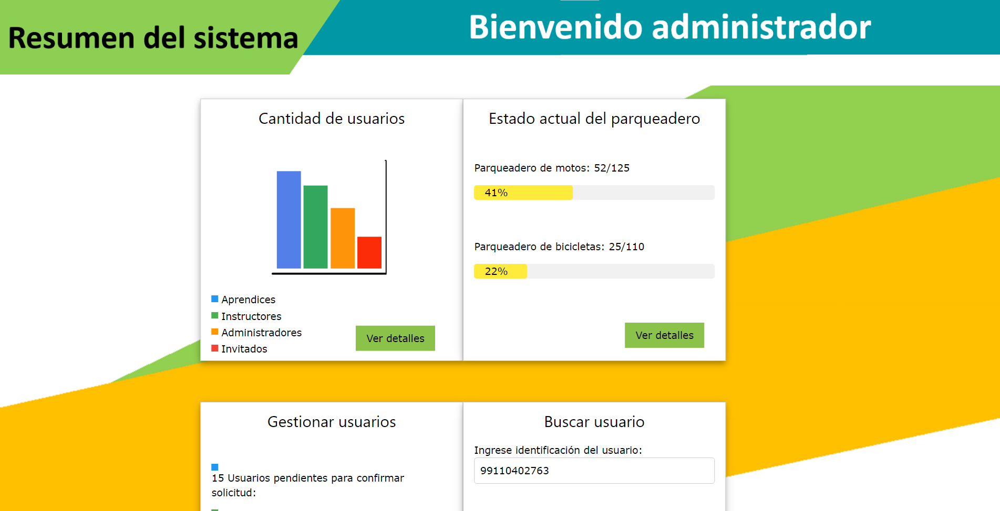 Resumen del sistema
Bienvenido administrador
Cantidad de usuarios
Aprendices
Instructores
Administradores
Invitados
Ver detalles
Estado actual del parqueadero
Parqueadero de motos: 52/125
41%
Parqueadero de bicicletas: 25/110
22%
Ver detalles
Gestionar usuarios
15 Usuarios pendientes para confirmar
solicitud:
Buscar usuario
Ingrese identificación del usuario:
99110402763